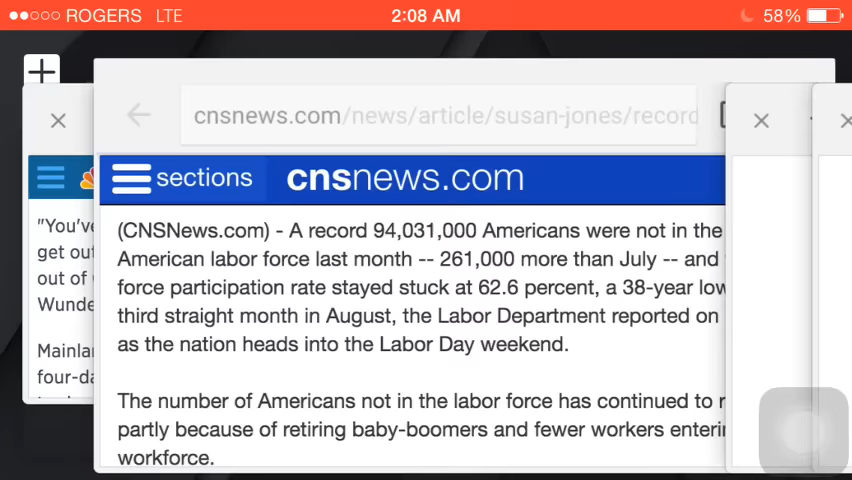 ROGERS LTE 2:08 AM 58%
cnsnews.com/news/article/susan-jones/record
sections cnsnews.com
"You've
get out
out of
Wunde
Mainla
four-da
(CNSNews.com) - A record 94,031,000 Americans were not in the
American labor force last month -- 261,000 more than July -- and
force participation rate stayed stuck at 62.6 percent, a 38-year low
third straight month in August, the Labor Department reported on
as the nation heads into the Labor Day weekend.
The number of Americans not in the labor force has continued to r
partly because of retiring baby-boomers and fewer workers enterin
workforce.